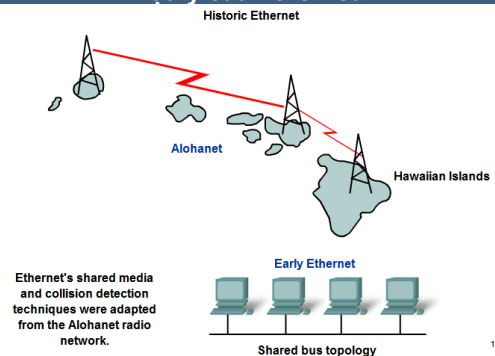 Historic Ethernet
Alohanet
Hawaiian Islands
Early Ethernet
Ethernet's shared media
and collision detection
techniques were adapted
from the Alohanet radio
network.
Shared bus topology
1